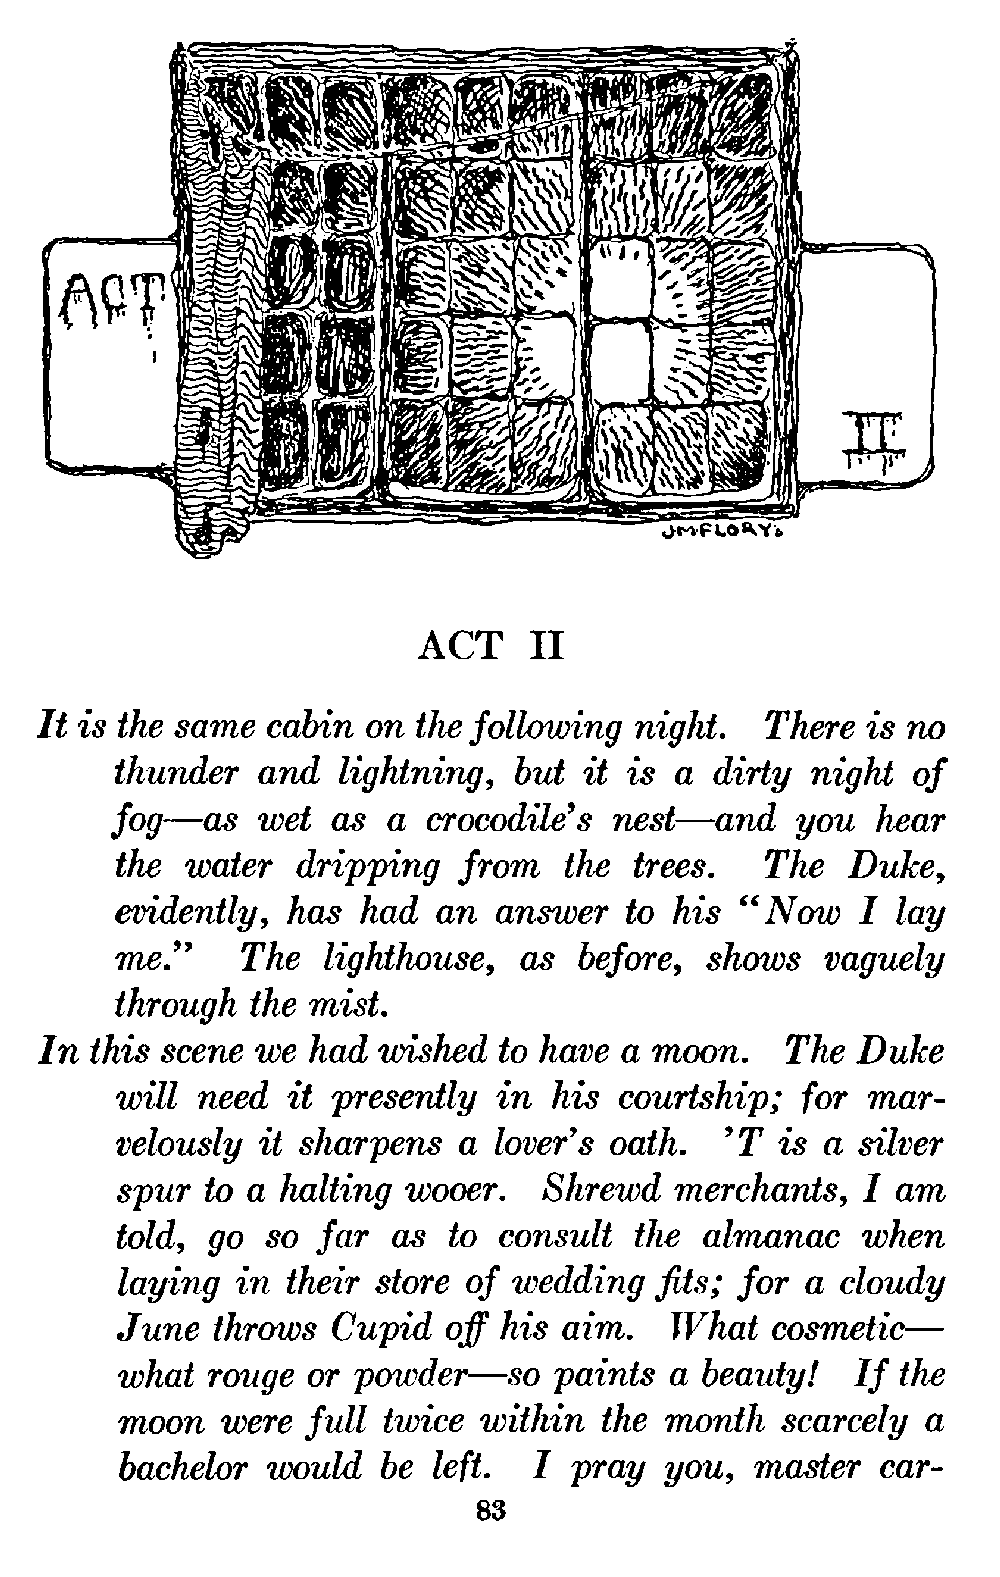 ACT
II
JMFLORY
ACT II
It is the same cabin on the following night. There is no
thunder and lightning, but it is a dirty night of
fog—as wet as a crocodile's nest—and you hear
the water dripping from the trees. The Duke,
evidently, has had an answer to his "Now I lay
me." The lighthouse, as before, shows vaguely
through the mist.
In this scene we had wished to have a moon. The Duke
will need it presently in his courtship; for mar-
velously it sharpens a lover's oath. 'T is a silver
spur to a halting wooer. Shrewd merchants, I am
told, go so far as to consult the almanac when
laying in their store of wedding fits; for a cloudy
June throws Cupid off his aim. What cosmetic—
what rouge or powder—so paints a beauty! If the
moon were full twice within the month scarcely a
bachelor would be left. I pray you, master car-
83